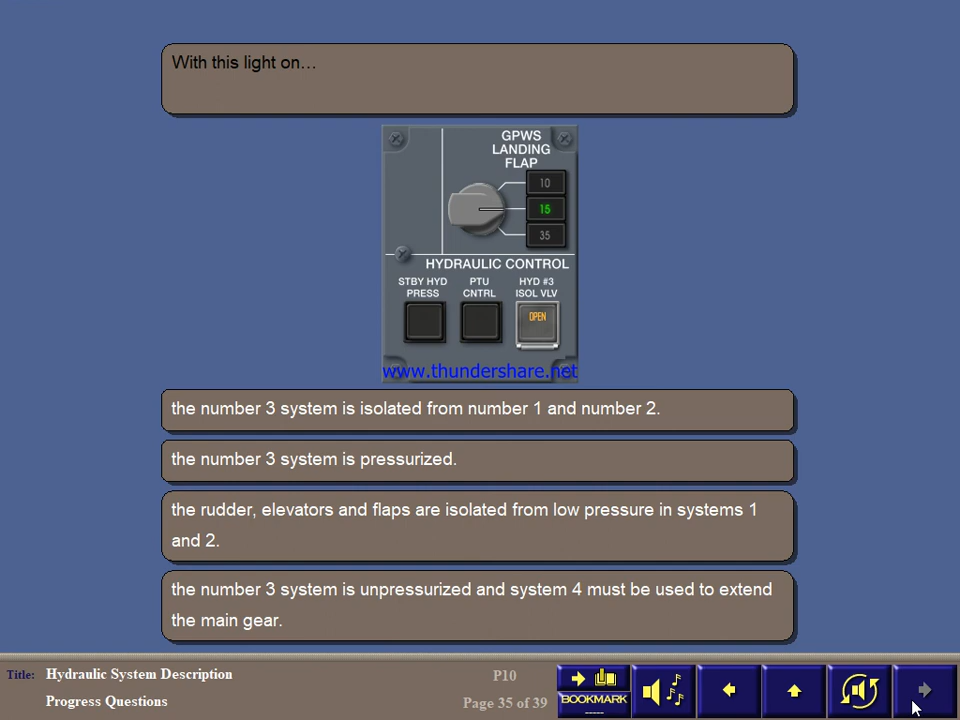 With this light on…
GPWS
LANDING
FLAP
10
15
35
HYDRAULIC CONTROL
STBY HYD
PRESS
PTU
CNTRL
HYD #3
ISOL VLV
OPEN
www.thundershare.net
the number 3 system is isolated from number 1 and number 2.
the number 3 system is pressurized.
the rudder, elevators and flaps are isolated from low pressure in systems 1
and 2.
the number 3 system is unpressurized and system 4 must be used to extend
the main gear.
Title: Hydraulic System Description
Progress Questions
P10
Page 35 of 39
BOOKMARK